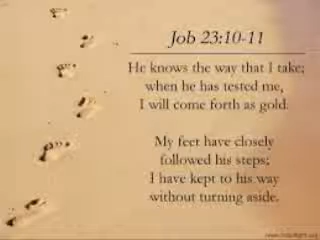 Job 23:10-11
He knows the way that I take;
when he has tested me,
I will come forth as gold.
My feet have closely
followed his steps;
I have kept to his way
without turning aside.